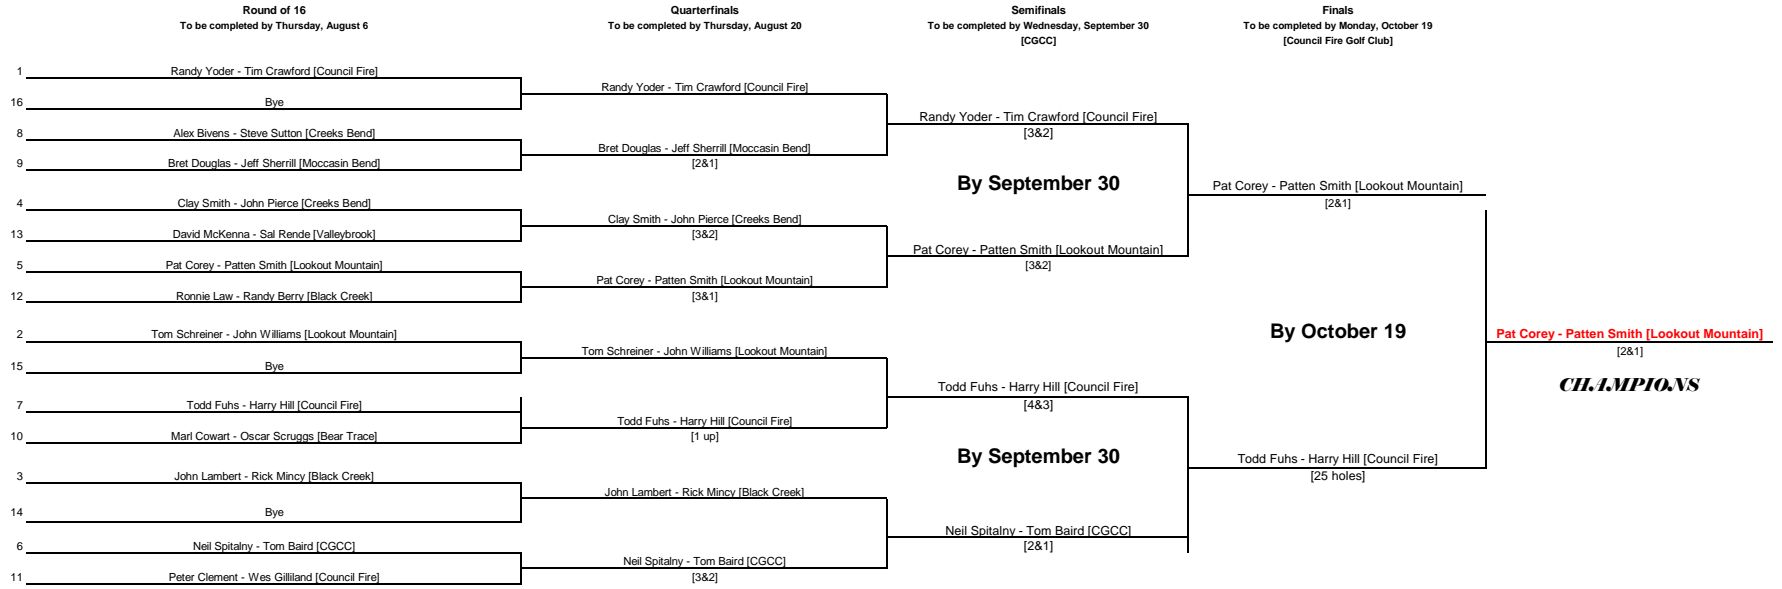 Round of 16
To be completed by Thursday, August 6
Quarterfinals
To be completed by Thursday, August 20
Semifinals
To be completed by Wednesday, September 30
[CGCC]
Finals
To be completed by Monday, October 19
[Council Fire Golf Club]
1 Randy Yoder - Tim Crawford [Council Fire]
16 Bye
8 Alex Bivens - Steve Sutton [Creeks Bend]
9 Bret Douglas - Jeff Sherrill [Moccasin Bend]
4 Clay Smith - John Pierce [Creeks Bend]
13 David McKenna - Sal Rende [Valleybrook]
5 Pat Corey - Patten Smith [Lookout Mountain]
12 Ronnie Law - Randy Berry [Black Creek]
2 Tom Schreiner - John Williams [Lookout Mountain]
15 Bye
7 Todd Fuhs - Harry Hill [Council Fire]
10 Marl Cowart - Oscar Scruggs [Bear Trace]
3 John Lambert - Rick Mincy [Black Creek]
14 Bye
6 Neil Spitalny - Tom Baird [CGCC]
11 Peter Clement - Wes Gilliland [Council Fire]
Randy Yoder - Tim Crawford [Council Fire]
Bret Douglas - Jeff Sherrill [Moccasin Bend]
[2&1]
Clay Smith - John Pierce [Creeks Bend]
[3&2]
Pat Corey - Patten Smith [Lookout Mountain]
[3&1]
Tom Schreiner - John Williams [Lookout Mountain]
Todd Fuhs - Harry Hill [Council Fire]
[1 up]
John Lambert - Rick Mincy [Black Creek]
Neil Spitalny - Tom Baird [CGCC]
[3&2]
Randy Yoder - Tim Crawford [Council Fire]
[3&2]
By September 30
Pat Corey - Patten Smith [Lookout Mountain]
[3&2]
Todd Fuhs - Harry Hill [Council Fire]
[4&3]
By September 30
Neil Spitalny - Tom Baird [CGCC]
[2&1]
Pat Corey - Patten Smith [Lookout Mountain]
[2&1]
By October 19
Todd Fuhs - Harry Hill [Council Fire]
[25 holes]
Pat Corey - Patten Smith [Lookout Mountain]
[2&1]
CHAMPIONS